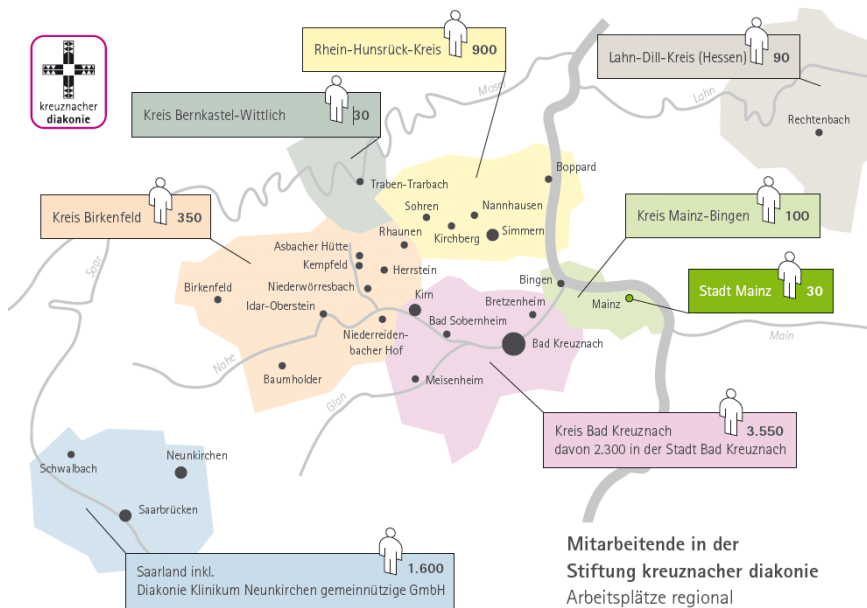 kreuznacher
diakonie
Rhein-Hunsrück-Kreis 900
Lahn-Dill-Kreis (Hessen) 90
Kreis Bernkastel-Wittlich 30
Mosel
Lahn
Rechtenbach
Boppard
Traben-Trarbach
Kreis Birkenfeld 350
Sohren
Nannhausen
Kirchberg
Simmern
Rhaunen
Kreis Mainz-Bingen 100
Asbacher Hütte
Kempfeld
Herrstein
Saar
Birkenfeld
Niederwörresbach
Idar-Oberstein
Kirn
Bretzenheim
Bingen
Mainz
Stadt Mainz 30
Bad Sobernheim
Niederreiden-
bacher Hof
Bad Kreuznach
Main
Nahe
Baumholder
Meisenheim
Glan
Kreis Bad Kreuznach 3.550
davon 2.300 in der Stadt Bad Kreuznach
Schwalbach
Neunkirchen
Saarbrücken
Saarland inkl. 1.600
Diakonie Klinikum Neunkirchen gemeinnützige GmbH
Mitarbeitende in der
Stiftung kreuznacher diakonie
Arbeitsplätze regional